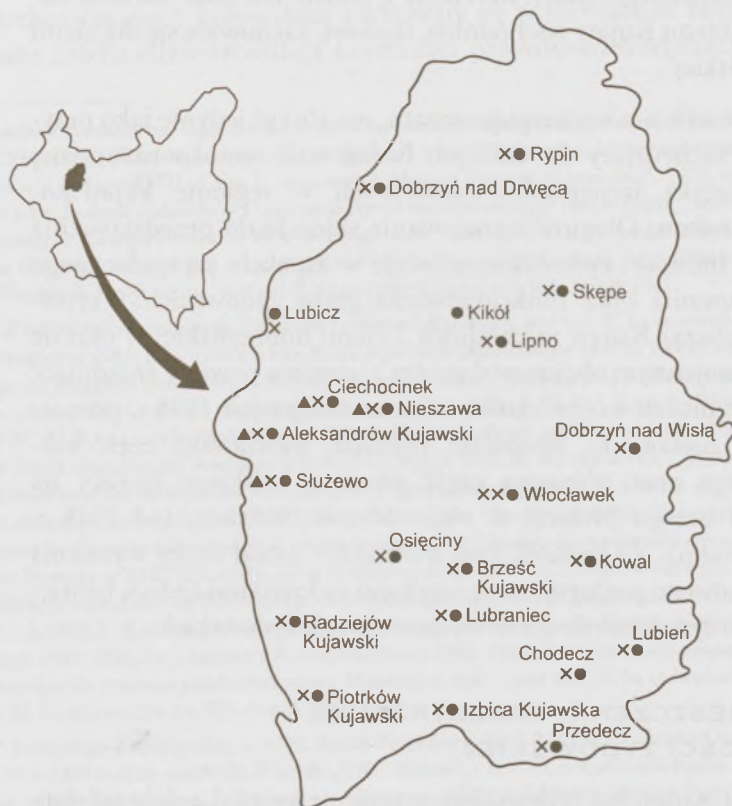 Rypin
Dobrzyń nad Drwęcą
Skępe
Lubicz
Kikół
Lipno
Ciechocinek
Nieszawa
Aleksandrów Kujawski
Dobrzyń nad Wisłą
Służewo
Włocławek
Osięciny
Brześć
Kujawski
Kowal
Radziejów
Kujawski
Lubraniec
Lubień
Chodecz
Piotrków
Kujawski
Izbica Kujawska
Przedecz